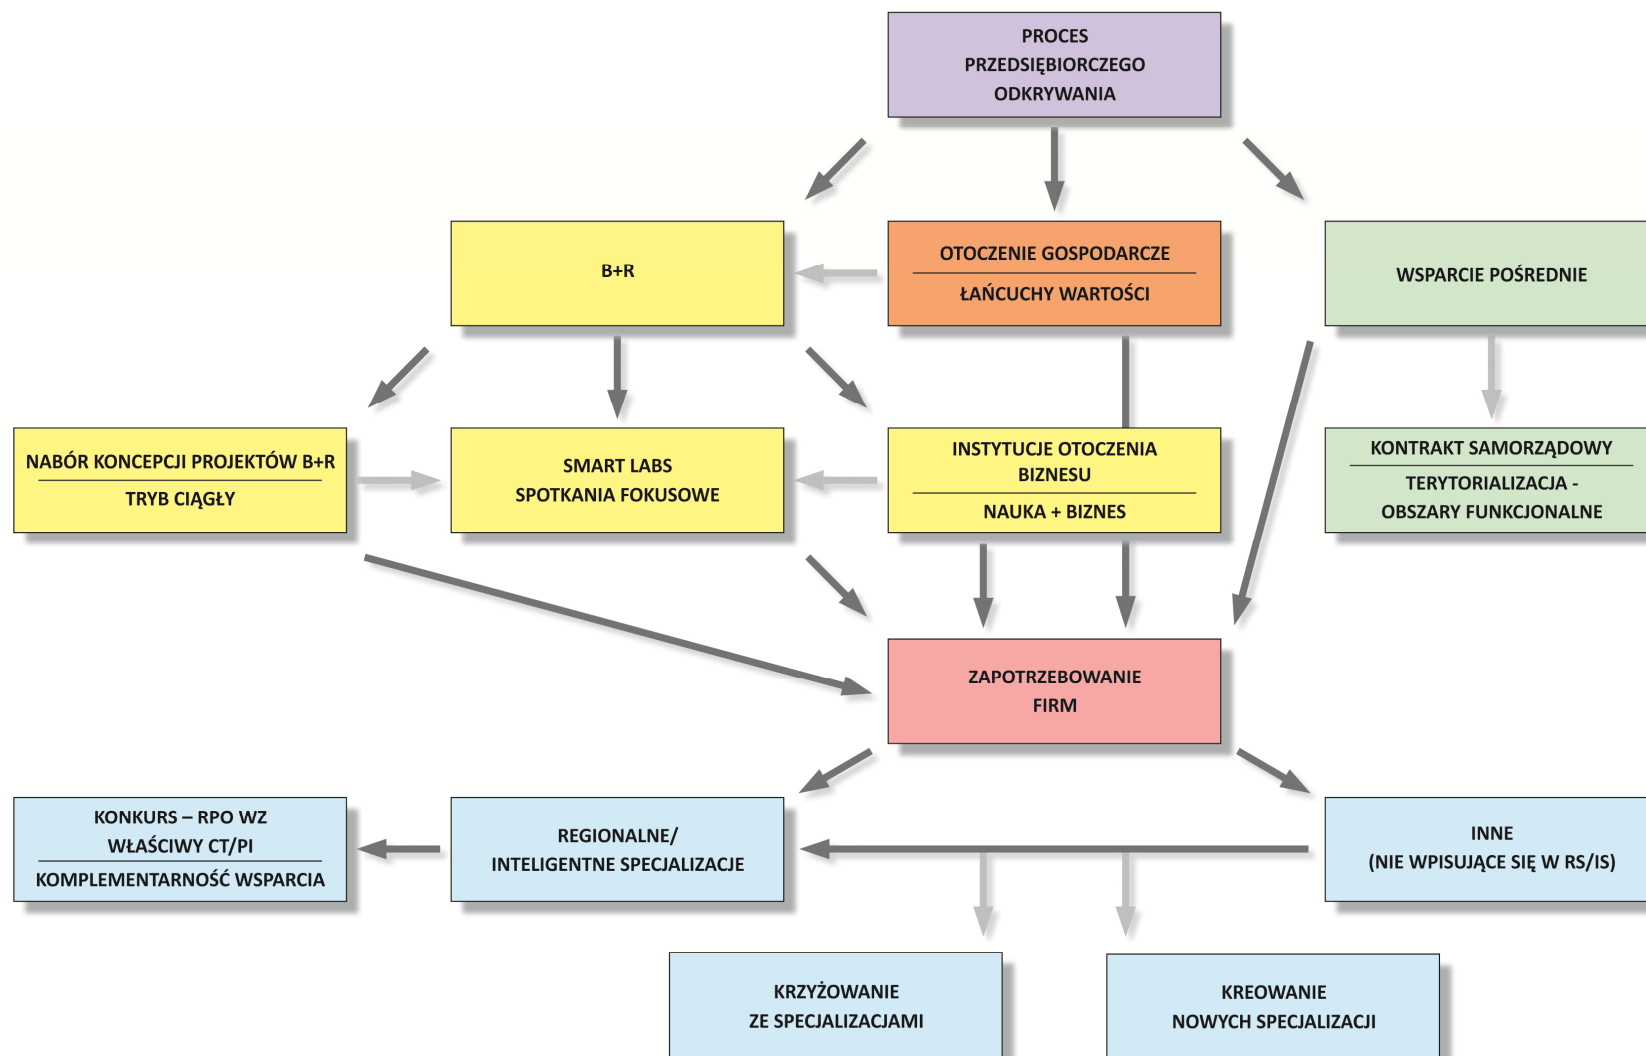 PROCES
PRZEDSIĘBIORCZEGO
ODKRYWANIA
B+R
OTOCZENIE GOSPODARCZE
ŁAŃCUCHY WARTOŚCI
WSPARCIE POŚREDNIE
NABÓR KONCEPCJI PROJEKTÓW B+R
TRYB CIĄGŁY
SMART LABS
SPOTKANIA FOKUSOWE
INSTYTUCJE OTOCZENIA
BIZNESU
NAUKA + BIZNES
KONTRAKT SAMORZĄDOWY
TERYTORIALIZACJA -
OBSZARY FUNKCJONALNE
ZAPOTRZEBOWANIE
FIRM
KONKURS – RPO WZ
WŁAŚCIWY CT/PI
KOMPLEMENTARNOŚĆ WSPARCIA
REGIONALNE/
INTELIGENTNE SPECJALIZACJE
INNE
(NIE WPISUJĄCE SIĘ W RS/IS)
KRZYŻOWANIE
ZE SPECJALIZACJAMI
KREOWANIE
NOWYCH SPECJALIZACJI